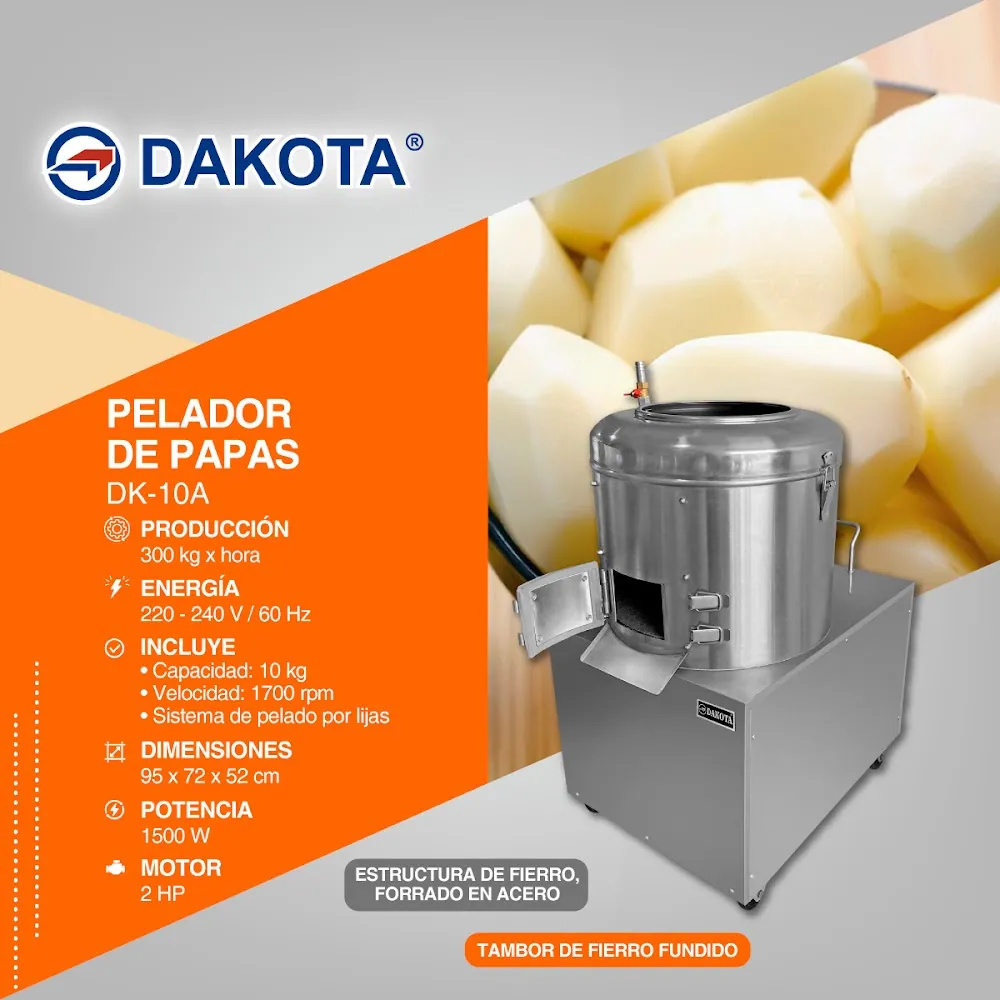 DAKOTA®
PELADOR
DE PAPAS
DK-10A
PRODUCCIÓN
300 kg x hora
ENERGÍA
220 - 240 V / 60 Hz
INCLUYE
• Capacidad: 10 kg
• Velocidad: 1700 rpm
• Sistema de pelado por lijas
DIMENSIONES
95 x 72 x 52 cm
POTENCIA
1500 W
MOTOR
2 HP
DAKOTA
ESTRUCTURA DE FIERRO,
FORRADO EN ACERO
TAMBOR DE FIERRO FUNDIDO